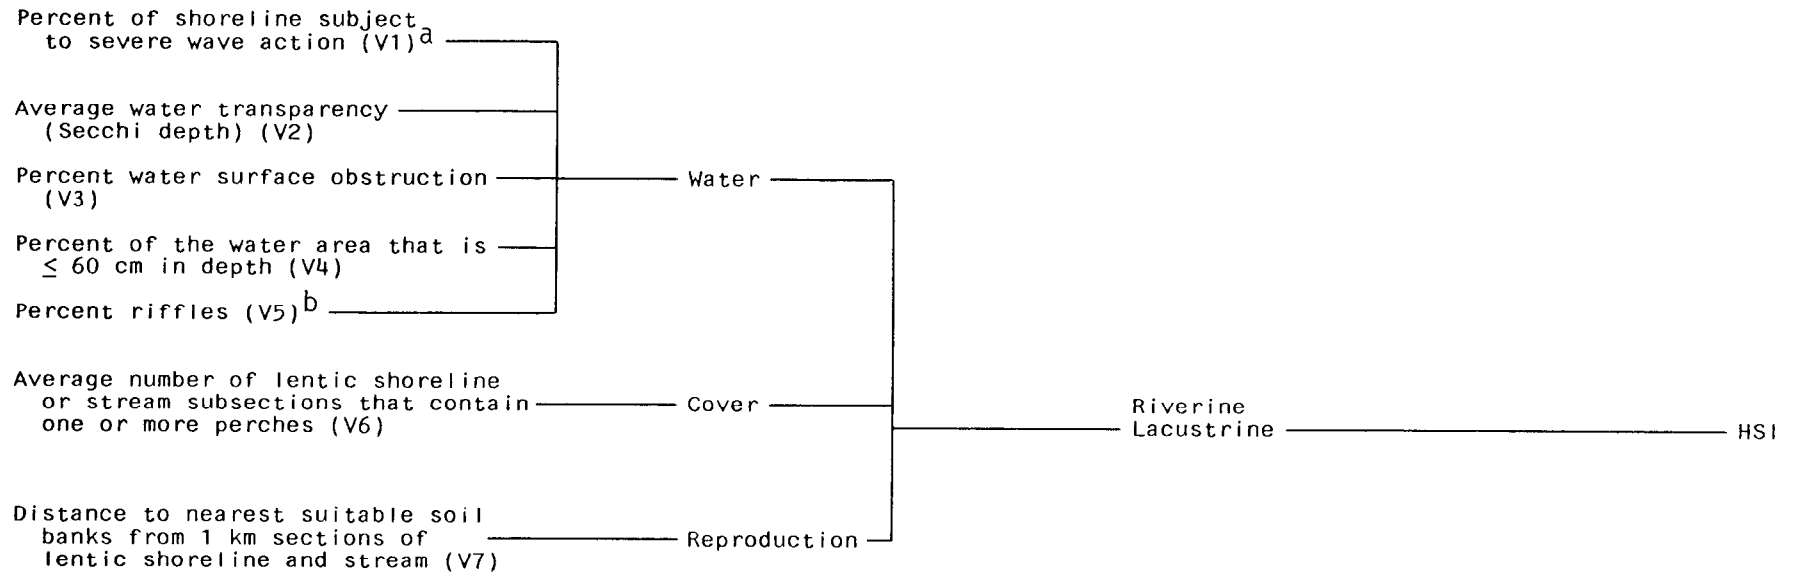 Percent of shoreline subject
to severe wave action (V1)a
Average water transparency
(Secchi depth) (V2)
Percent water surface obstruction
(V3)
Water
Percent of the water area that is
≤ 60 cm in depth (V4)
Percent riffles (V5)b
Average number of lentic shoreline
or stream subsections that contain
one or more perches (V6)
Cover
Riverine
Lacustrine
HSI
Distance to nearest suitable soil
banks from 1 km sections of
lentic shoreline and stream (V7)
Reproduction